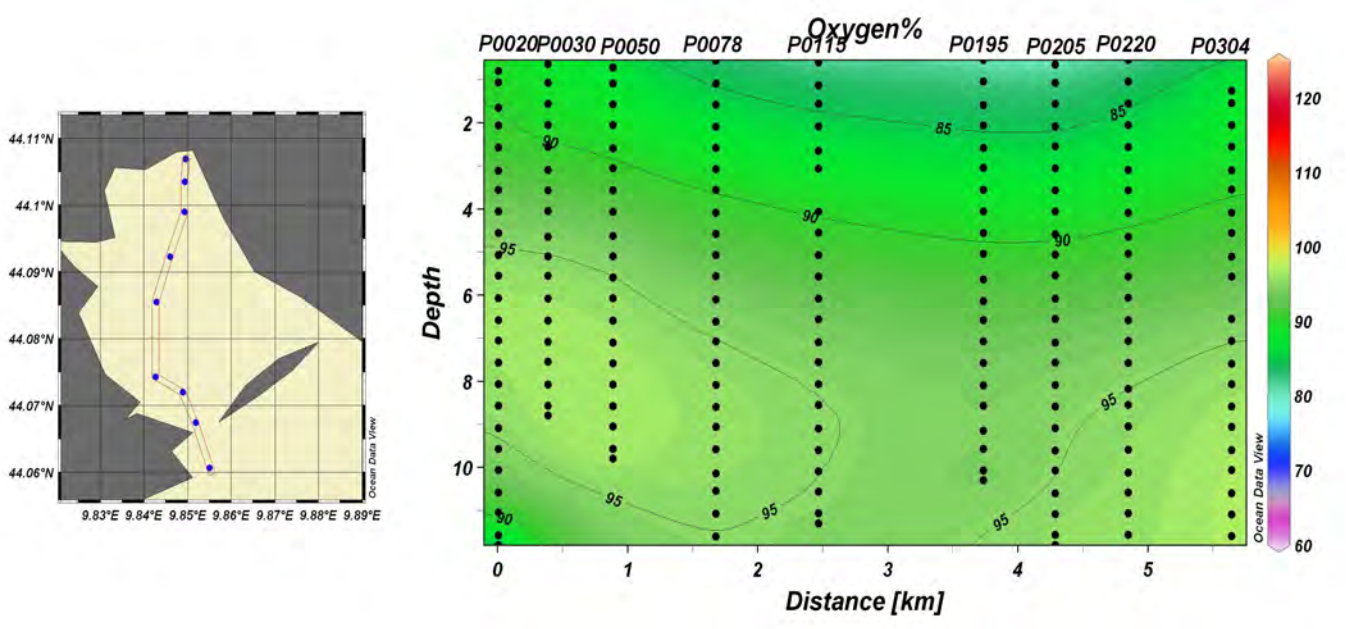 Oxygen%
P0020 P0030 P0050 P0078 P0115 P0195 P0205 P0220 P0304
44.11°N
44.1°N
44.09°N
44.08°N
44.07°N
44.06°N
9.83°E 9.84°E 9.85°E 9.86°E 9.87°E 9.88°E 9.89°E
Ocean Data View
Depth
2
4
6
8
10
85
85
90
90
90
95
95
95
95
95
90
0 1 2 3 4 5
Distance [km]
Ocean Data View
120
110
100
90
80
70
60